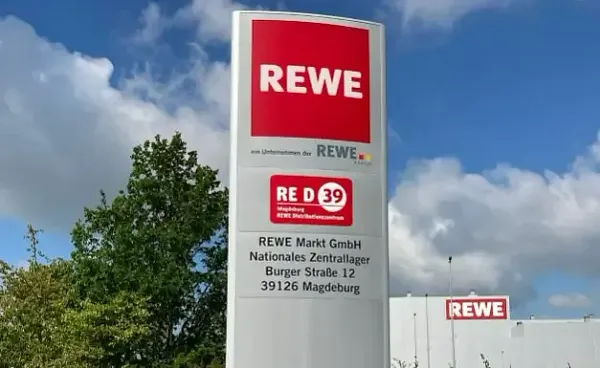 REWE
ein Unternehmen der REWE
GROUP
RE D 39
Magdeburg
REWE Distributionszentrum
REWE Markt GmbH
Nationales Zentrallager
Burger Straße 12
39126 Magdeburg
REWE